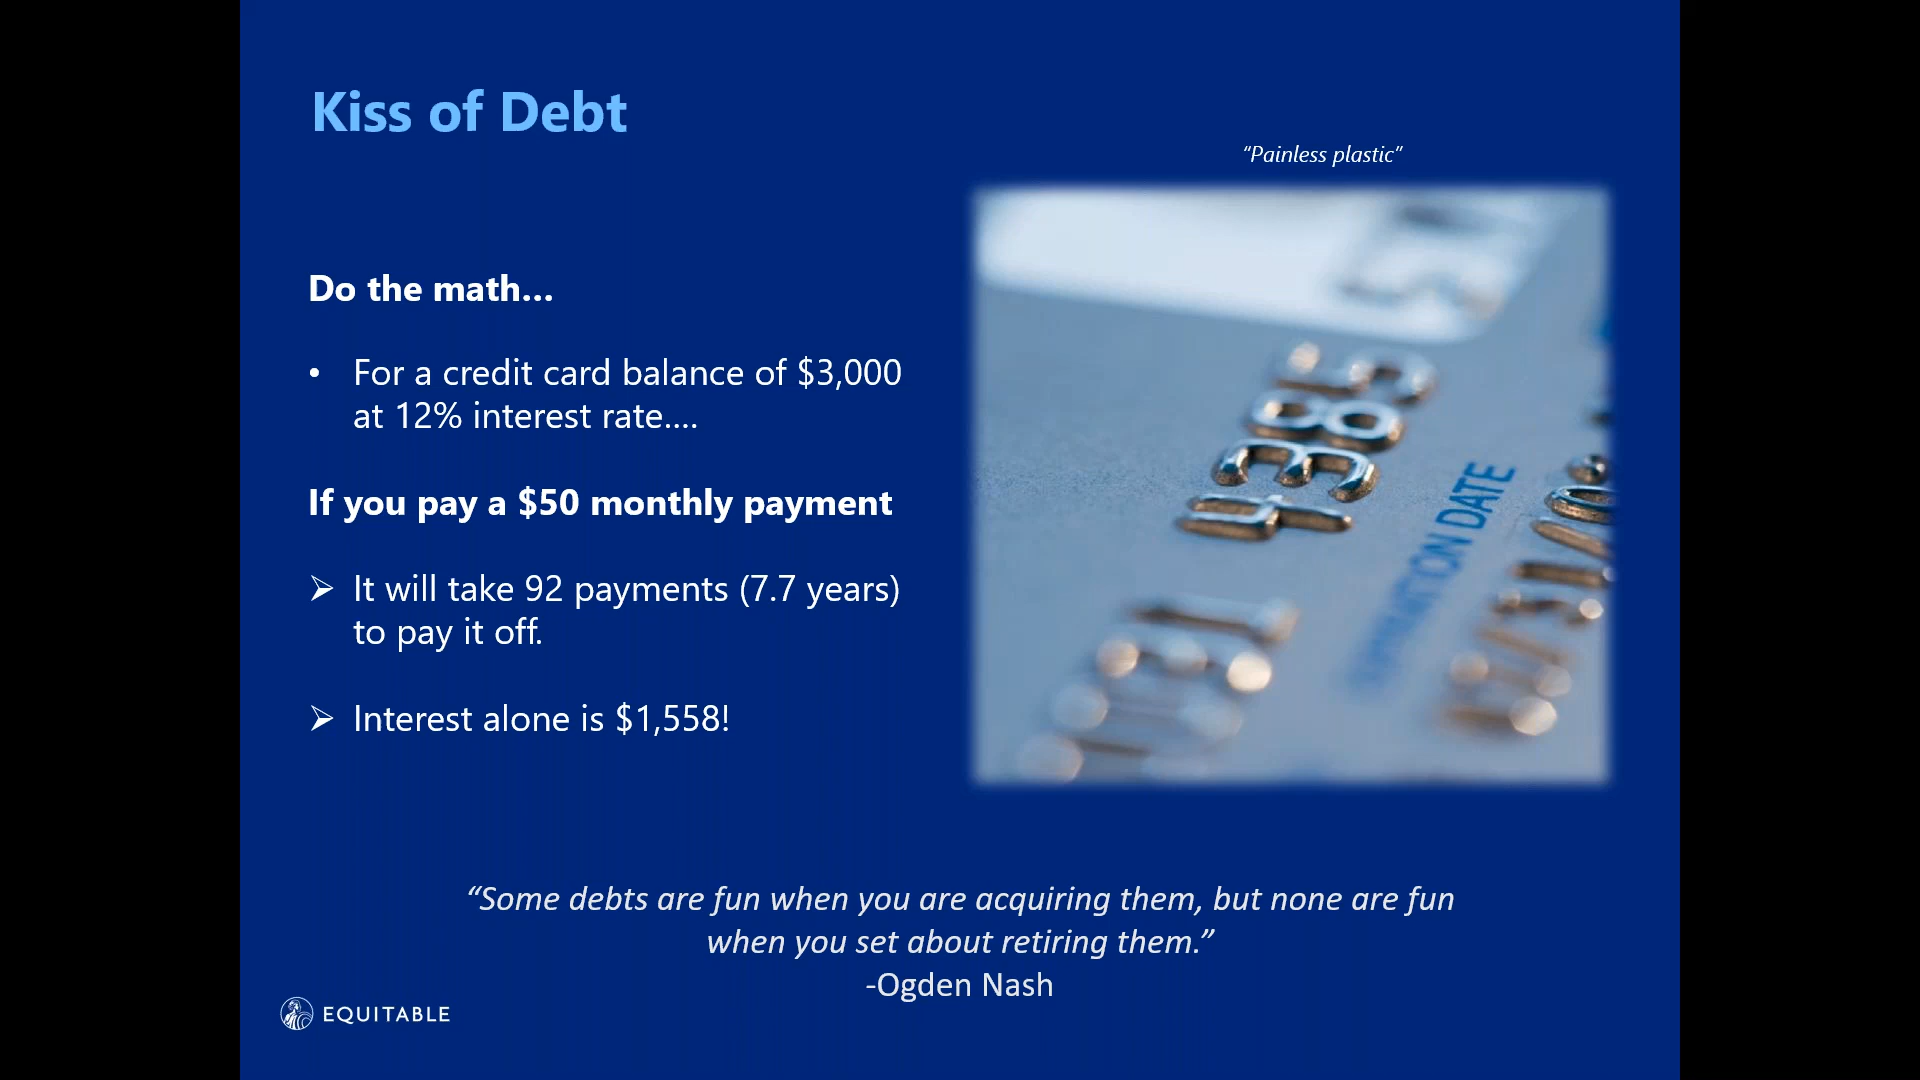 Kiss of Debt
“Painless plastic”
Do the math...
• For a credit card balance of $3,000
at 12% interest rate....
If you pay a $50 monthly payment
➢ It will take 92 payments (7.7 years)
to pay it off.
➢ Interest alone is $1,558!
4385
DATE
“Some debts are fun when you are acquiring them, but none are fun
when you set about retiring them.”
-Ogden Nash
EQUITABLE